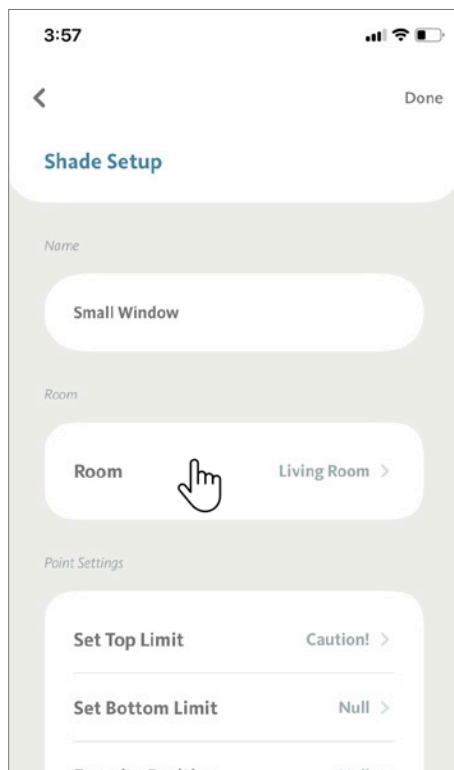 3:57
Done
Shade Setup
Name
Small Window
Room
Room Living Room >
Point Settings
Set Top Limit Caution! >
Set Bottom Limit Null >